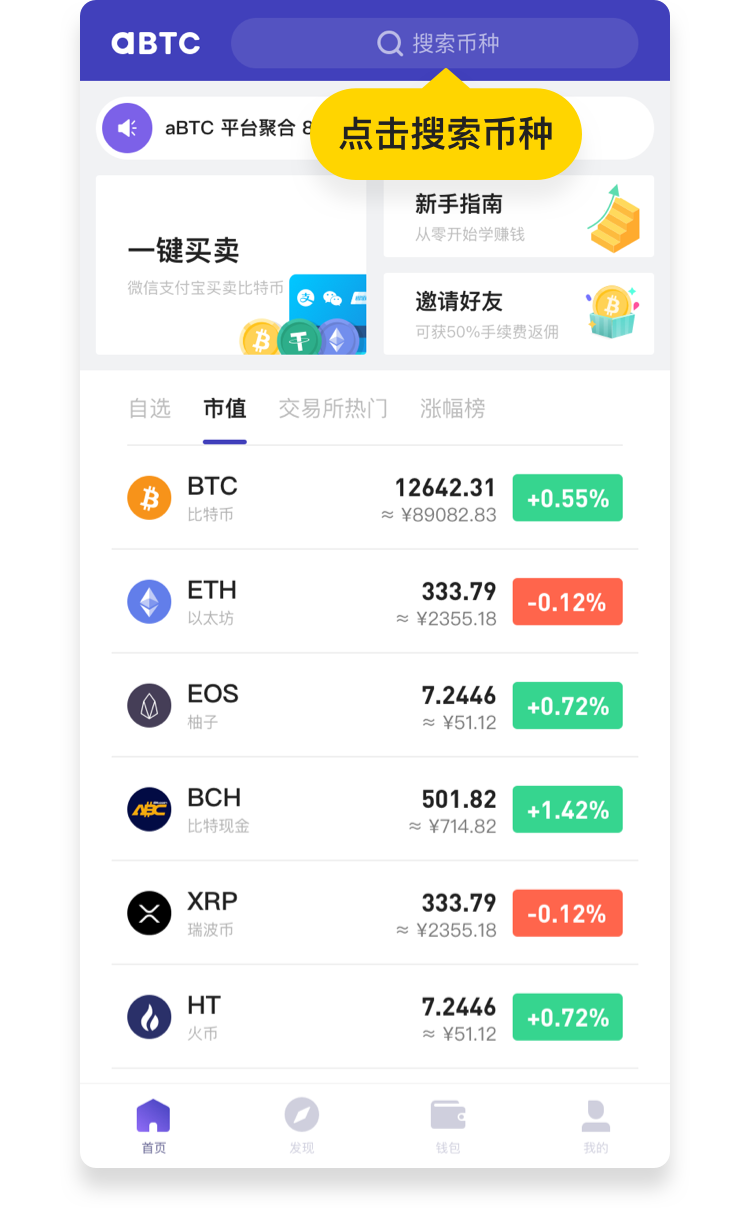 aBTC
搜索币种
aBTC 平台聚合 8
点击搜索币种
一键买卖
微信支付宝买卖比特币
新手指南
从零开始学赚钱
邀请好友
可获50%手续费返佣
自选 市值 交易所热门 涨幅榜
BTC 12642.31 +0.55%
比特币 ≈ ¥89082.83
ETH 333.79 -0.12%
以太坊 ≈ ¥2355.18
EOS 7.2446 +0.72%
柚子 ≈ ¥51.12
BCH 501.82 +1.42%
ABC
比特现金 ≈ ¥714.82
XRP 333.79 -0.12%
瑞波币 ≈ ¥2355.18
HT 7.2446 +0.72%
火币 ≈ ¥51.12
首页 发现 钱包 我的